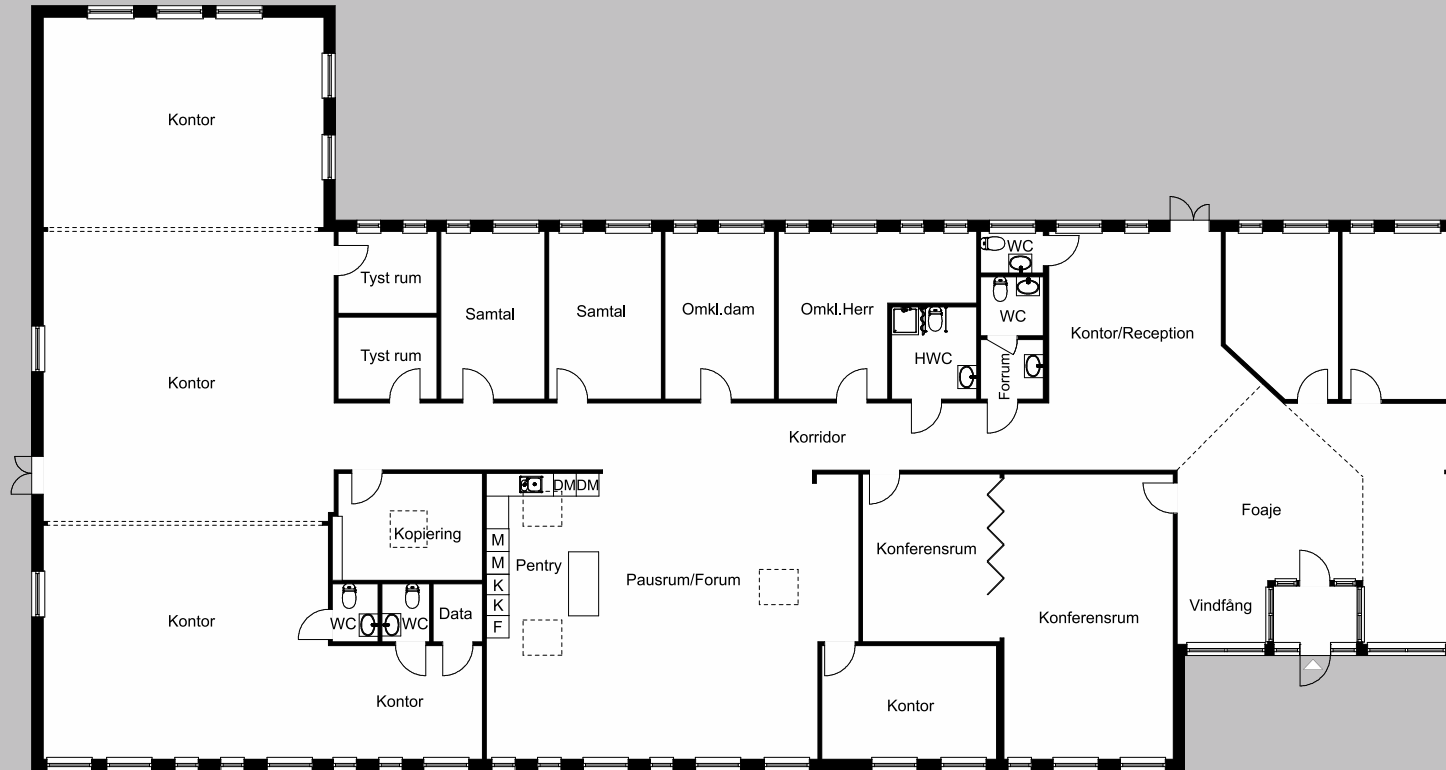 Kontor
WC
Tyst rum
Samtal
Samtal
Omkl.dam
Omkl.Herr
WC
Kontor/Reception
Tyst rum
HWC
Forrum
Kontor
Korridor
DM
DM
Kopiering
M
M
K
K
F
Pentry
Pausrum/Forum
Konferensrum
Foaje
Vindfång
Konferensrum
Kontor
WC
WC
Data
Kontor
Kontor